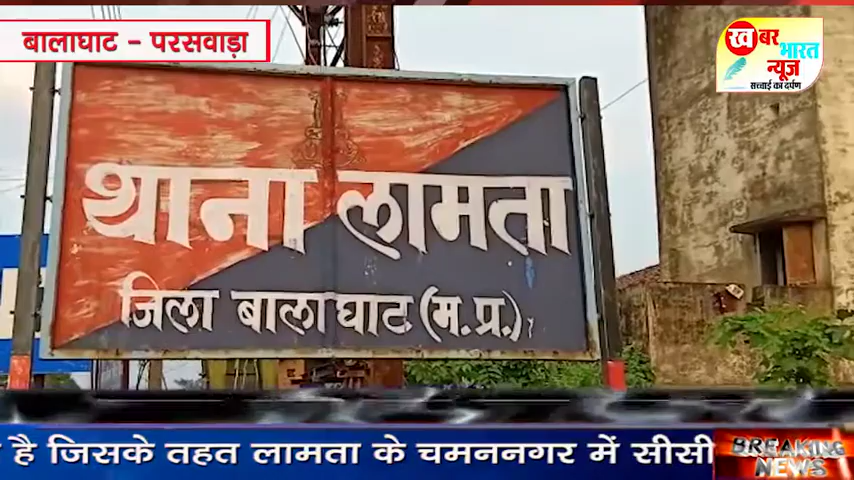 बालाघाट - परसवाड़ा
खबर
भारत
न्यूज
सच्चाई का दर्पण
थाना लामता
जिला बालाघाट (म.प्र.)
है जिसके तहत लामता के चमननगर में सीसी
BREAKING
NEWS